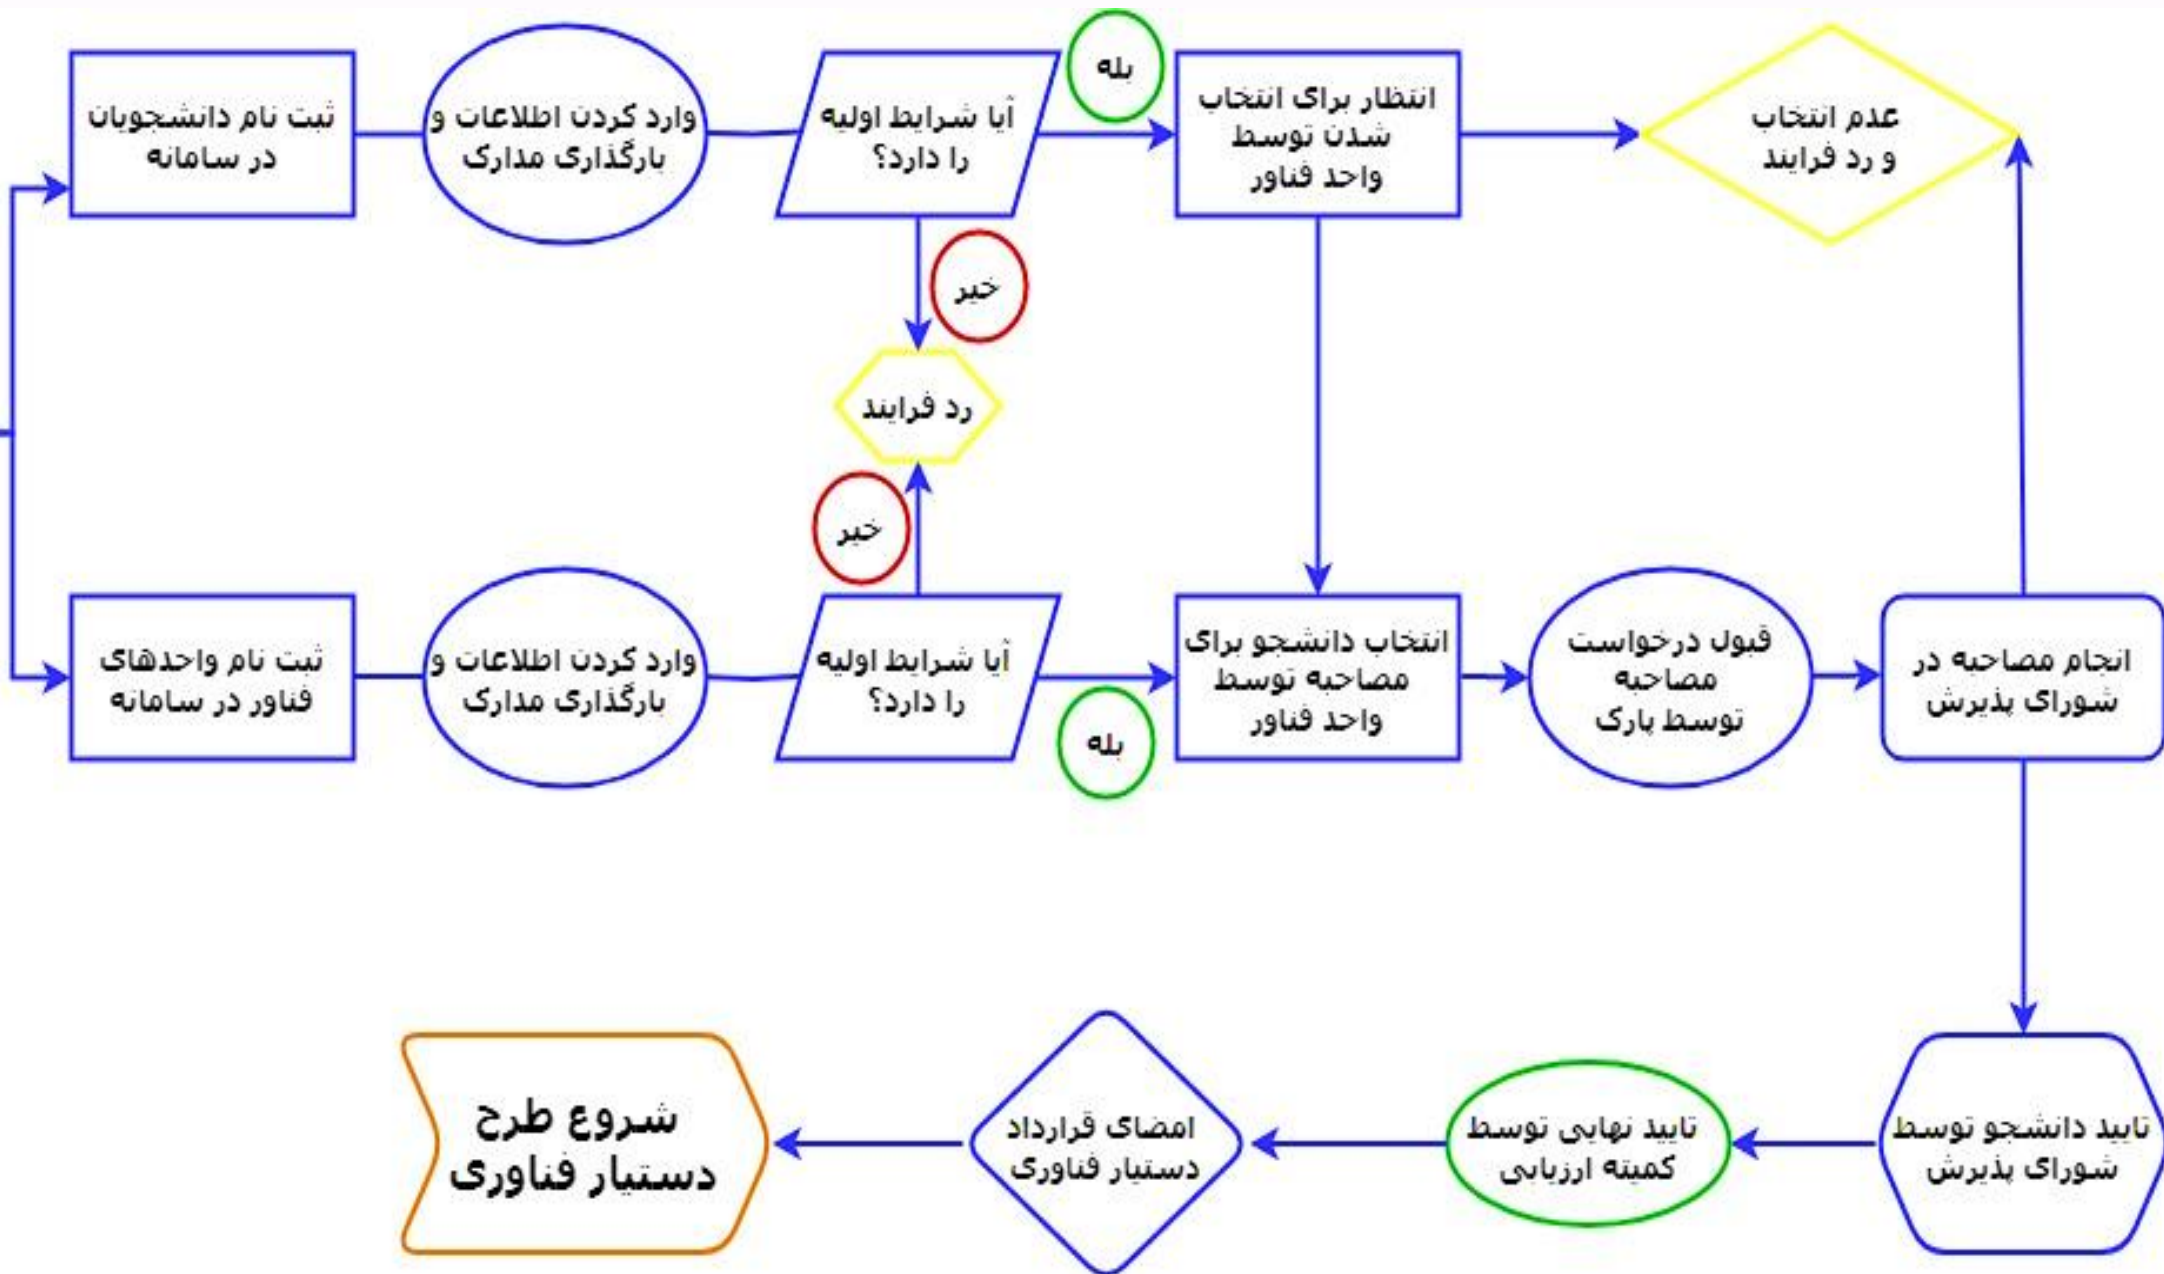 ثبت نام دانشجویان
در سامانه
وارد کردن اطلاعات و
بارگذاری مدارک
آیا شرایط اولیه
را دارد؟
بله
انتظار برای انتخاب
شدن توسط
واحد فناور
عدم انتخاب
و رد فرایند
خیر
رد فرایند
خیر
ثبت نام واحدهای
فناور در سامانه
وارد کردن اطلاعات و
بارگذاری مدارک
آیا شرایط اولیه
را دارد؟
بله
انتخاب دانشجو برای
مصاحبه توسط
واحد فناور
قبول درخواست
مصاحبه
توسط پارک
انجام مصاحبه در
شورای پذیرش
تایید دانشجو توسط
شورای پذیرش
تایید نهایی توسط
کمیته ارزیابی
امضای قرارداد
دستیار فناوری
شروع طرح
دستیار فناوری